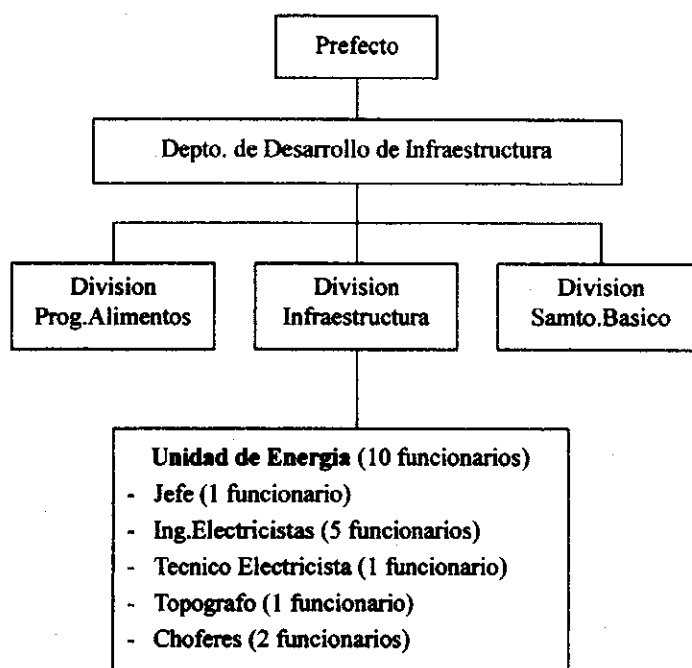 Prefecto
Depto. de Desarrollo de Infraestructura
Division
Prog.Alimentos
Division
Infraestructura
Division
Samto.Basico
Unidad de Energia (10 funcionarios)
- Jefe (1 funcionario)
- Ing.Electricistas (5 funcionarios)
- Tecnico Electricista (1 funcionario)
- Topografo (1 funcionario)
- Choferes (2 funcionarios)